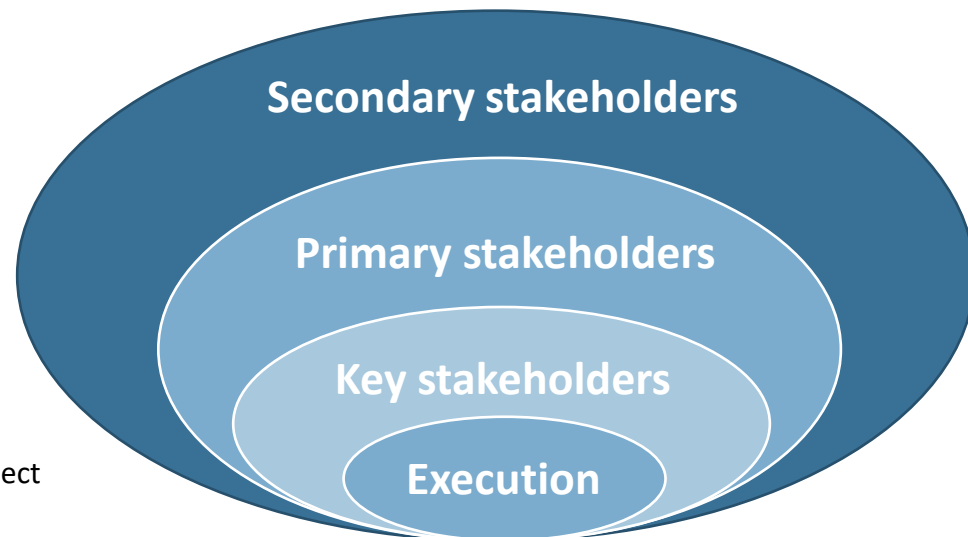 Secondary stakeholders
Primary stakeholders
Key stakeholders
ect
Execution